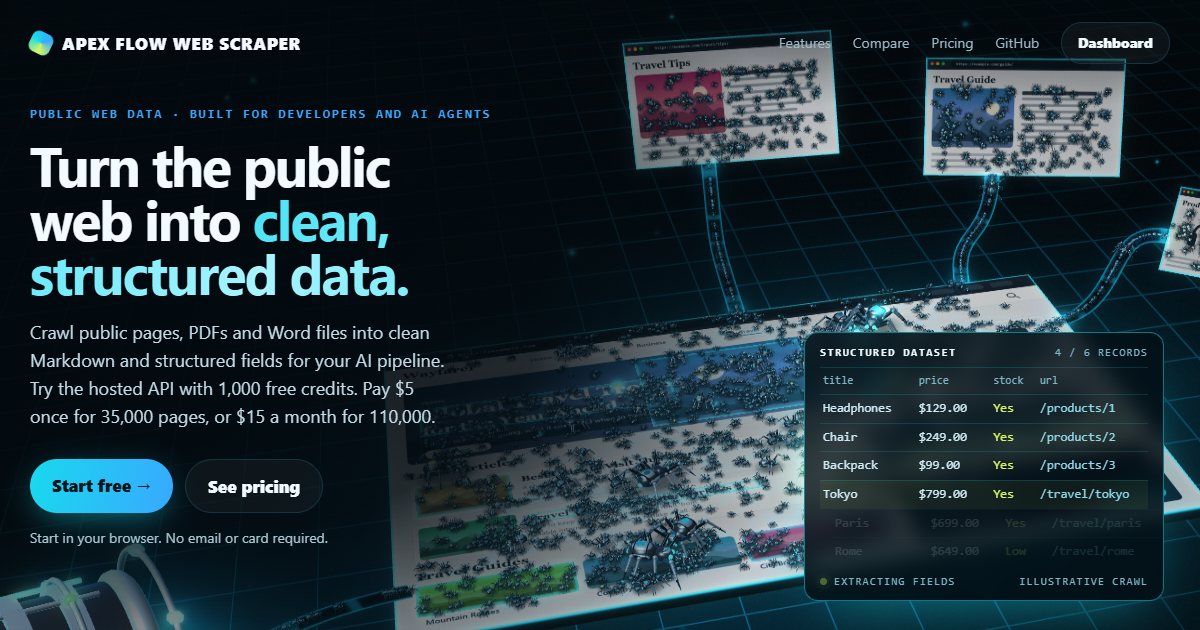 APEX FLOW WEB SCRAPER
Features
Compare
Pricing
GitHub
Dashboard
PUBLIC WEB DATA · BUILT FOR DEVELOPERS AND AI AGENTS
Turn the public
web into clean,
structured data.
Crawl public pages, PDFs and Word files into clean
Markdown and structured fields for your AI pipeline.
Try the hosted API with 1,000 free credits. Pay $5
once for 35,000 pages, or $15 a month for 110,000.
Start free →
See pricing
Start in your browser. No email or card required.
Travel Tips
Travel Guide
Travel Guides
Mountain
STRUCTURED DATASET
4 / 6 RECORDS
title price stock url
Headphones $129.00 Yes /products/1
Chair $249.00 Yes /products/2
Backpack $99.00 Yes /products/3
Tokyo $799.00 Yes /travel/tokyo
Paris $699.00 Yes /travel/paris
Rome $649.00 Low /travel/rome
EXTRACTING FIELDS
ILLUSTRATIVE CRAWL